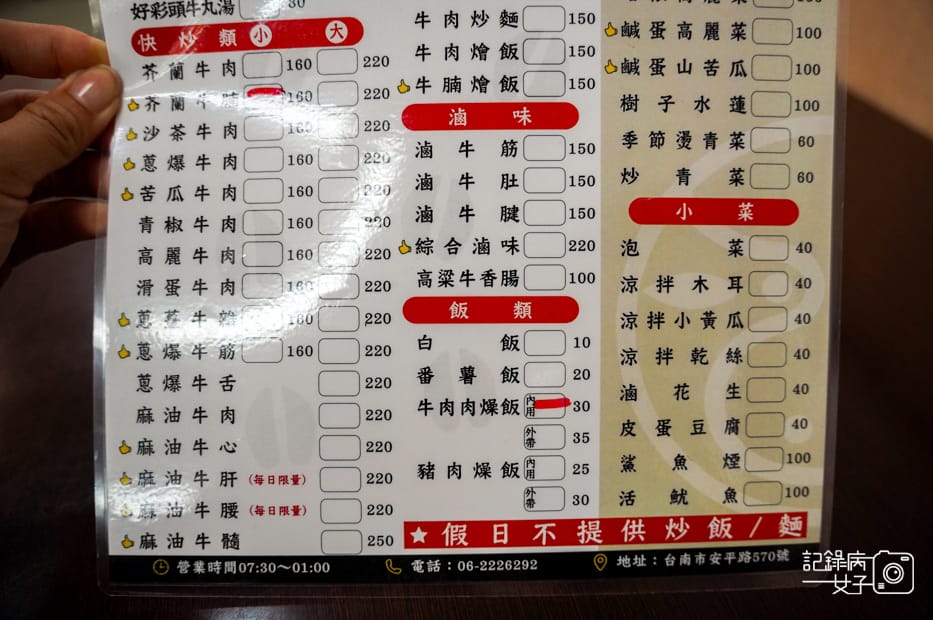 好彩頭牛丸湯 80
快炒類 小 大
芥蘭牛肉 160 220
芥蘭牛腩 160 220
沙茶牛肉 160 220
蔥爆牛肉 160 220
苦瓜牛肉 160 220
青椒牛肉 160 220
高麗牛肉 160 220
滑蛋牛肉 160 220
蔥薑牛雜 160 220
蔥爆牛筋 160 220
蔥爆牛舌 220
麻油牛肉 220
麻油牛心 220
麻油牛肝 (每日限量) 220
麻油牛腰 (每日限量) 220
麻油牛髓 250
牛肉炒麵 150
牛肉燴飯 150
牛腩燴飯 150
滷味
滷牛筋 150
滷牛肚 150
滷牛腱 150
綜合滷味 220
高粱牛香腸 100
飯類
白飯 10
番薯飯 20
牛肉肉燥飯 內用 30
外帶 35
豬肉燥飯 內用 25
外帶 30
鹹蛋高麗菜 100
鹹蛋山苦瓜 100
樹子水蓮 100
季節燙青菜 60
炒青菜 60
小菜
泡菜 40
涼拌木耳 40
涼拌小黃瓜 40
涼拌乾絲 40
滷花生 40
皮蛋豆腐 40
鯊魚煙 100
活魷魚 100
★假日不提供炒飯/麵
營業時間07:30～01:00 電話：06-2226292 地址：台南市安平路570號
記錄病女子